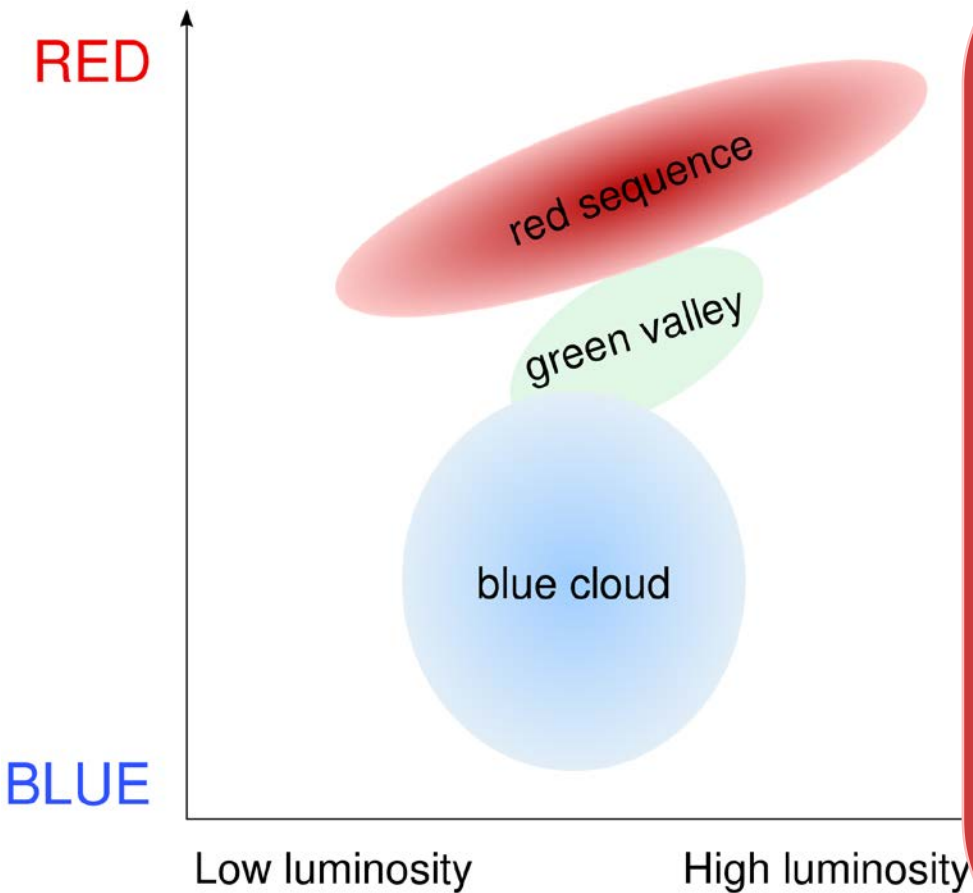 RED
red sequence
green valley
blue cloud
BLUE
Low luminosity
High luminosity